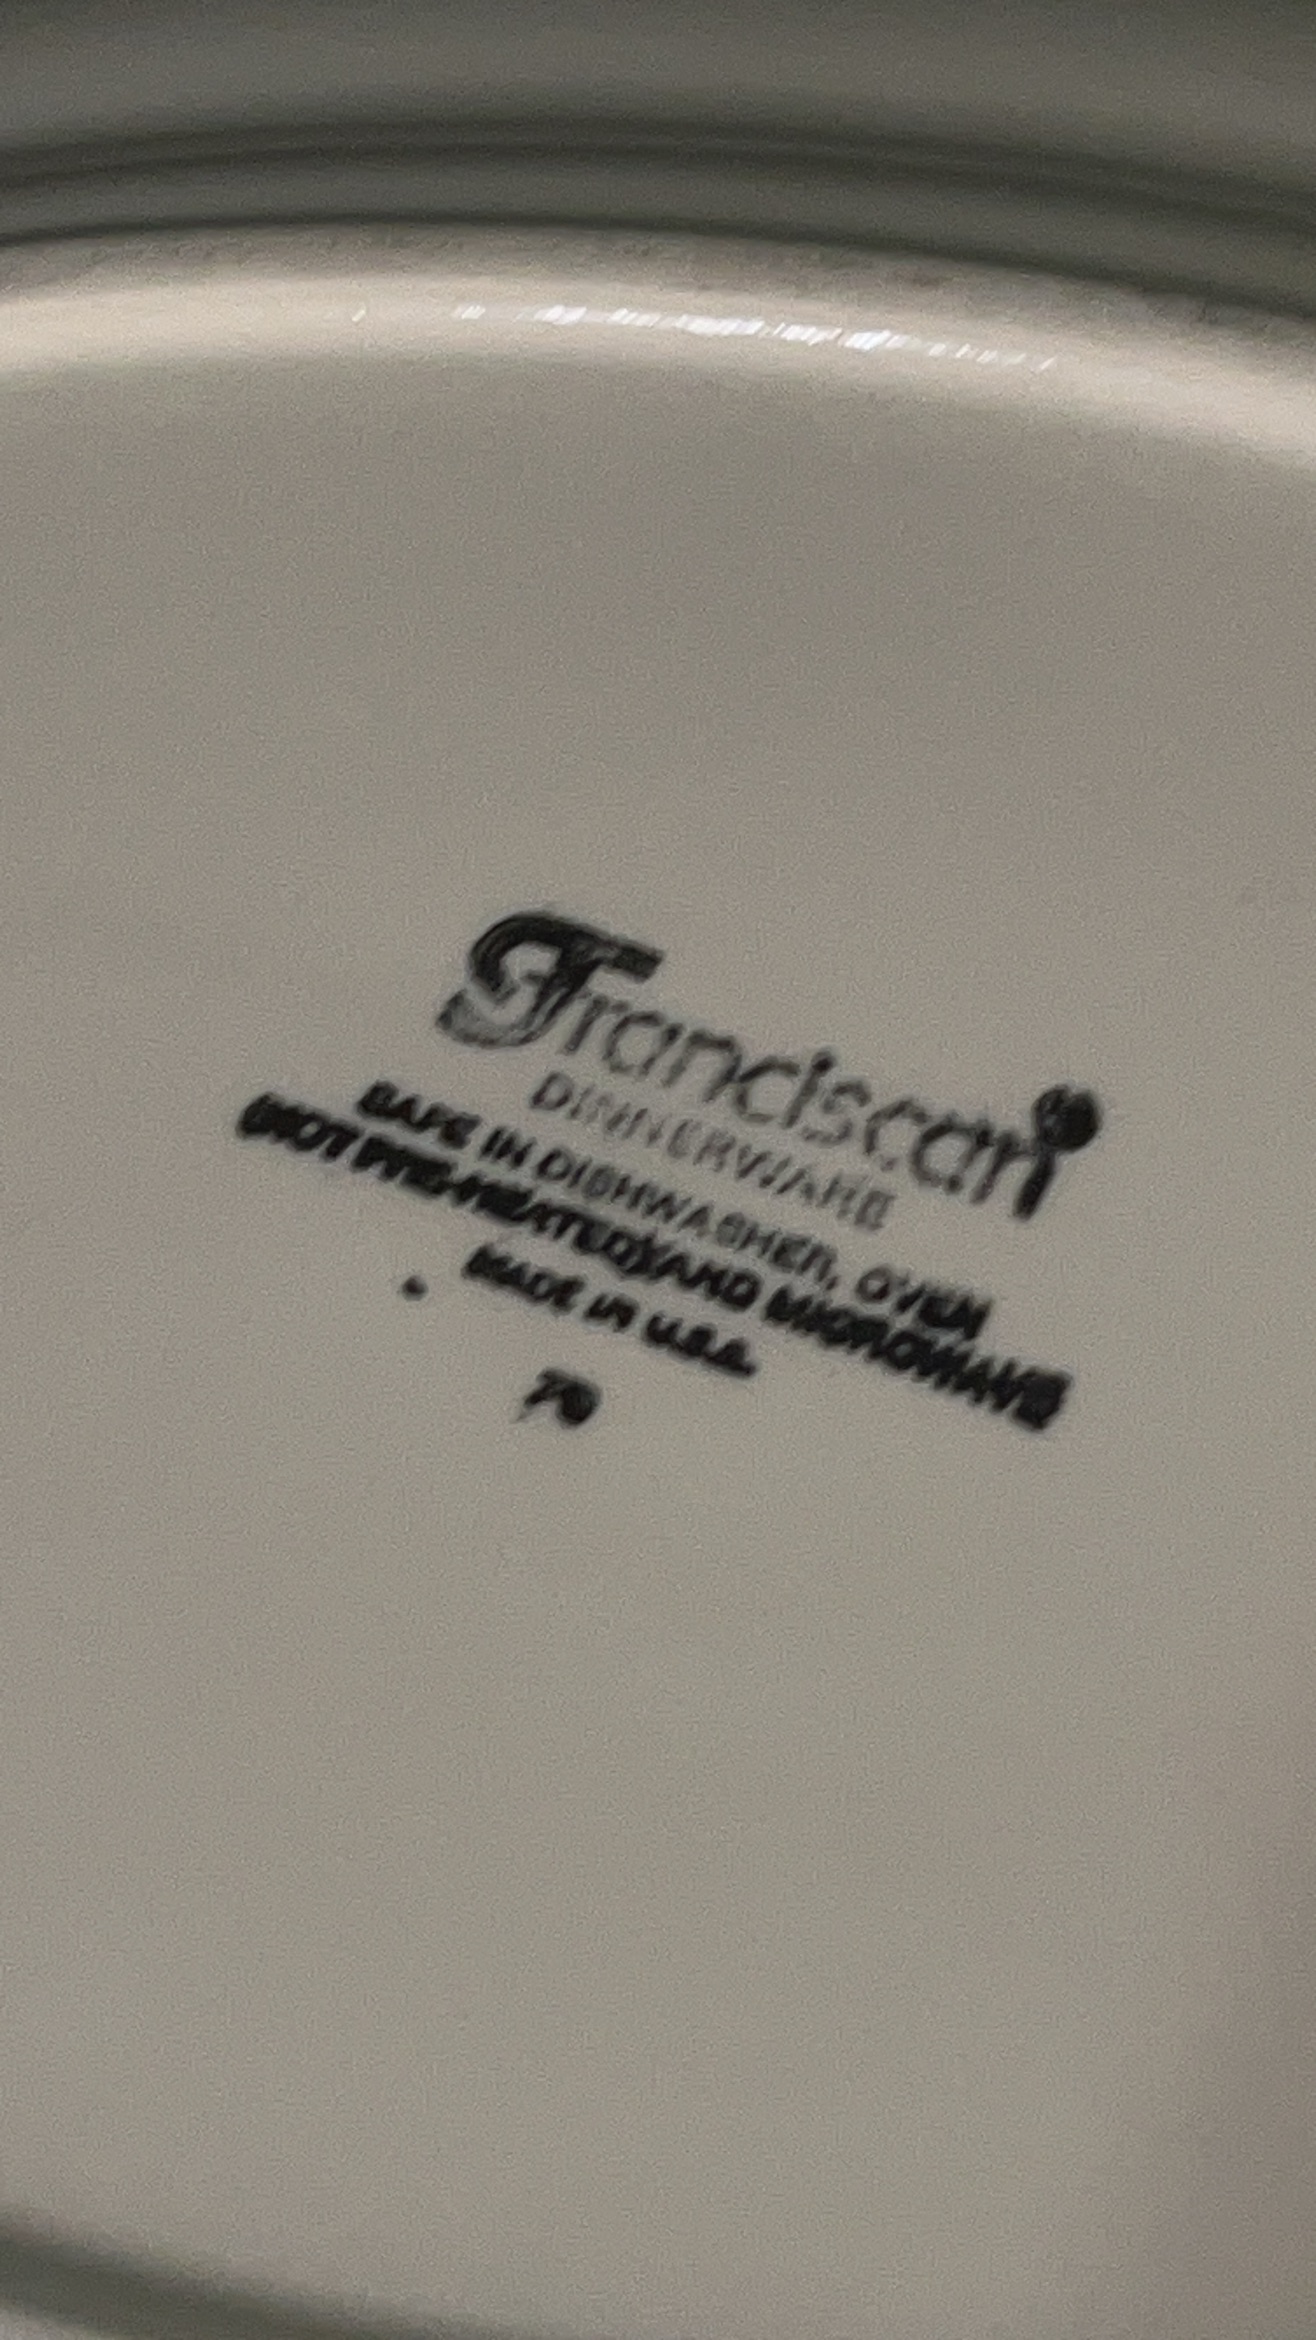 Franciscan
DINNERWARE
SAFE IN DISHWASHER, OVEN
(NOT PRE-HEATED) AND MICROWAVE
MADE IN U.S.A.